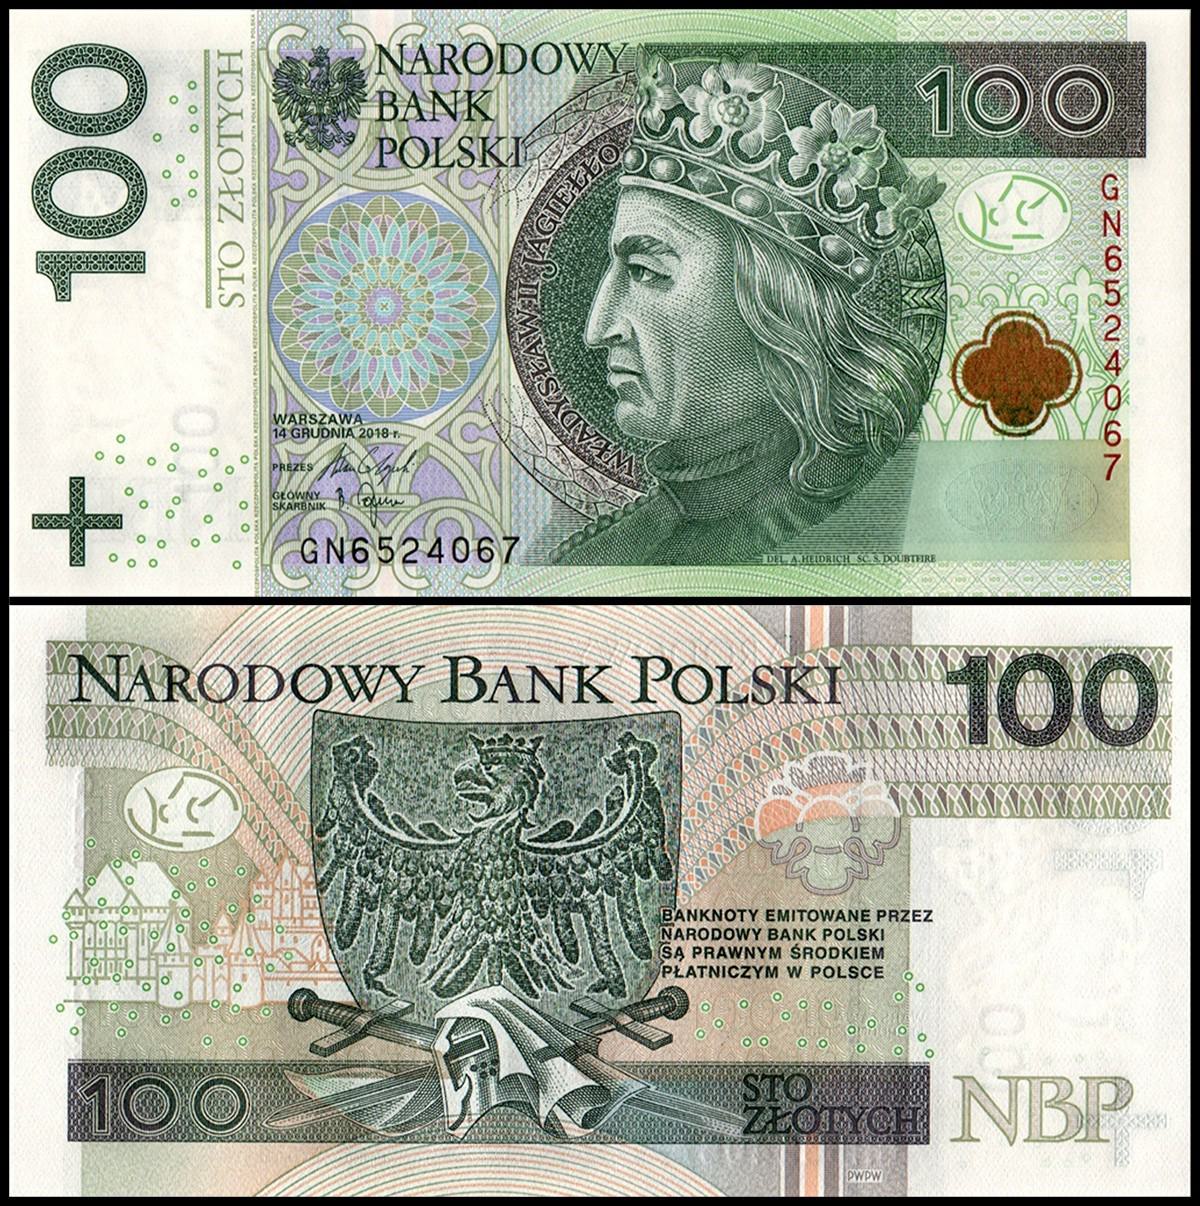 100
STO ZŁOTYCH
NARODOWY
BANK
POLSKI
100
WŁADYSŁAW II JAGIEŁŁO
GN6524067
WARSZAWA
14 GRUDNIA 2018 r.
PREZES
GŁÓWNY
SKARBNIK
GN6524067
DEL. A. HEIDRICH SC. S. DOUBTFIRE
NARODOWY BANK POLSKI
100
BANKNOTY EMITOWANE PRZEZ
NARODOWY BANK POLSKI
SĄ PRAWNYM ŚRODKIEM
PŁATNICZYM W POLSCE
100
STO
ZŁOTYCH
NBP
PWPW